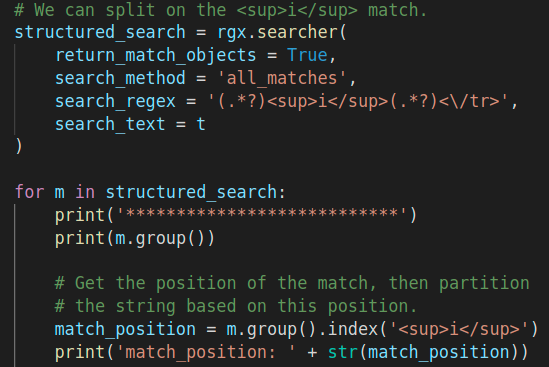 # We can split on the <sup>i</sup> match.
structured_search = rgx.searcher(
    return_match_objects = True,
    search_method = 'all_matches',
    search_regex = '(.*?)<sup>i</sup>(.*?)<\/tr>',
    search_text = t
)
for m in structured_search:
    print('***************************')
    print(m.group())
    # Get the position of the match, then partition
    # the string based on this position.
    match_position = m.group().index('<sup>i</sup>')
    print('match_position: ' + str(match_position))